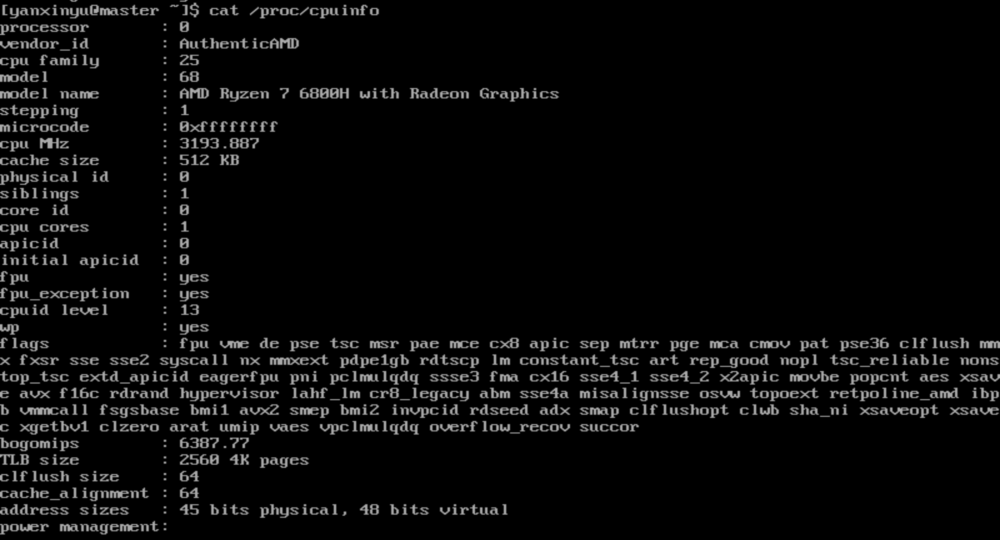 [yanxinyu@master ~]$ cat /proc/cpuinfo
processor : 0
vendor_id : AuthenticAMD
cpu family : 25
model : 68
model name : AMD Ryzen 7 6800H with Radeon Graphics
stepping : 1
microcode : 0xffffffff
cpu MHz : 3193.887
cache size : 512 KB
physical id : 0
siblings : 1
core id : 0
cpu cores : 1
apicid : 0
initial apicid : 0
fpu : yes
fpu_exception : yes
cpuid level : 13
wp : yes
flags : fpu vme de pse tsc msr pae mce cx8 apic sep mtrr pge mca cmov pat pse36 clflush mm
x fxsr sse sse2 syscall nx mmxext pdpe1gb rdtscp lm constant_tsc art rep_good nopl tsc_reliable nons
top_tsc extd_apicid eagerfpu pni pclmulqdq ssse3 fma cx16 sse4_1 sse4_2 x2apic movbe popcnt aes xsav
e avx f16c rdrand hypervisor lahf_lm cr8_legacy abm sse4a misalignsse osvw topoext retpoline_amd ibp
b vmmcall fsgsbase bmi1 avx2 smep bmi2 invpcid rdseed adx smap clflushopt clwb sha_ni xsaveopt xsave
c xgetbv1 clzero arat umip vaes vpclmulqdq overflow_recov succor
bogomips : 6387.77
TLB size : 2560 4K pages
clflush size : 64
cache_alignment : 64
address sizes : 45 bits physical, 48 bits virtual
power management: